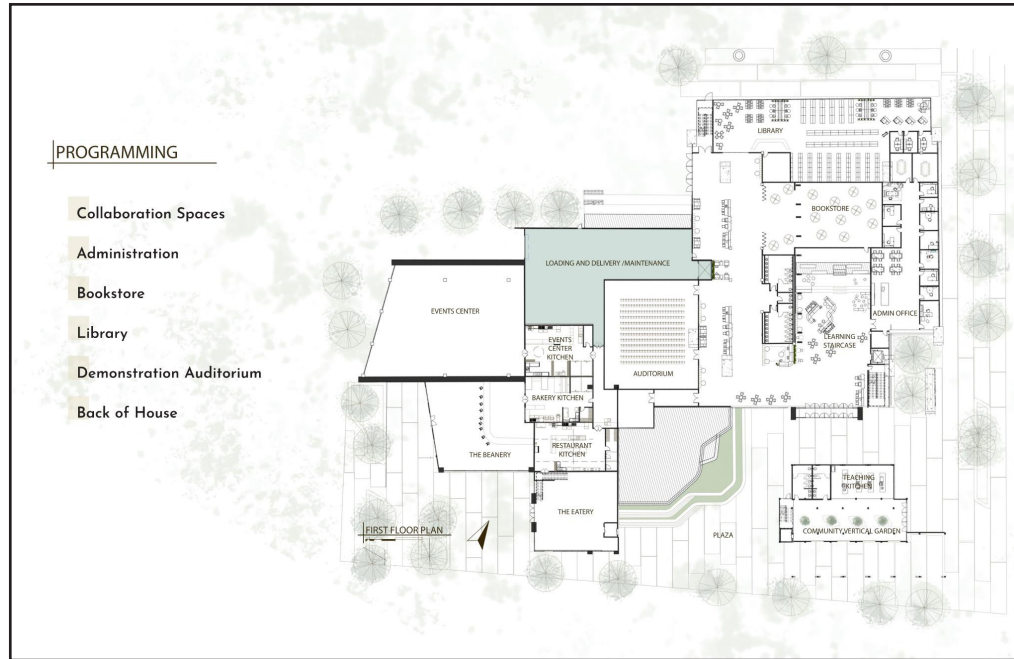 PROGRAMMING
Collaboration Spaces
Administration
Bookstore
Library
Demonstration Auditorium
Back of House
LIBRARY
BOOKSTORE
LOADING AND DELIVERY /MAINTENANCE
EVENTS CENTER
ADMIN OFFICE
EVENTS
CENTER
KITCHEN
LEARNING
STAIRCASE
AUDITORIUM
BAKERY KITCHEN
RESTAURANT
KITCHEN
THE BEANERY
TEACHING
KITCHEN
THE EATERY
FIRST FLOOR PLAN
PLAZA
COMMUNITY VERTICAL GARDEN